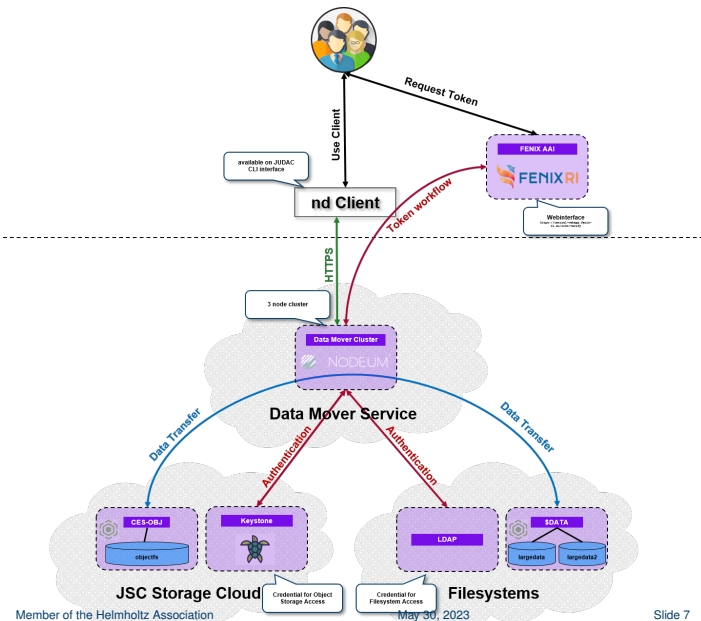 Request Token
Use Client
FENIX AAI
FENIXRI
available on JUDAC
CLI interface
nd Client
Token workflow
Webinterface
HTTPS
3 node cluster
Data Mover Cluster
NODEUM
Data Mover Service
Data Transfer
Data Transfer
Authentication
Authentication
CES-OBJ
Keystone
LDAP
$DATA
objectfs
largedata
largedata2
JSC Storage Cloud
Credential for Object
Storage Access
Credential for
Filesystem Access
Filesystems
Member of the Helmholtz Association
May 30, 2023
Slide 7